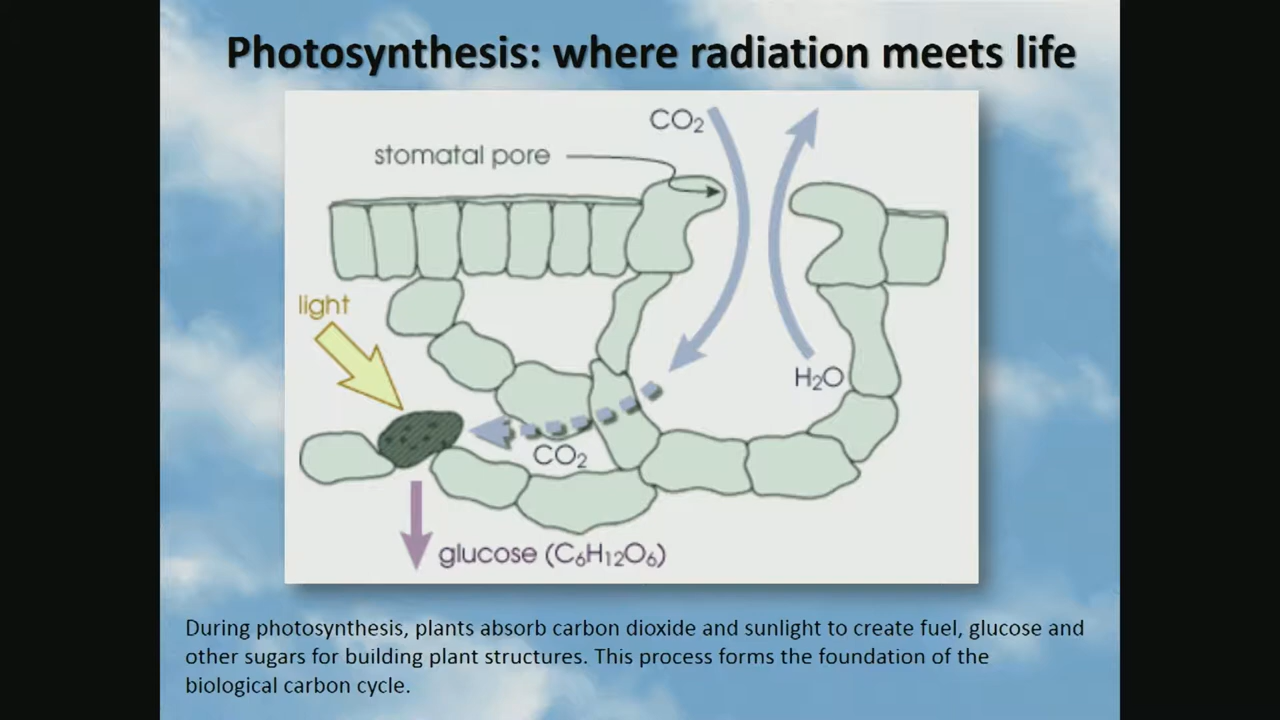 Photosynthesis: where radiation meets life
CO₂
stomatal pore
light
H₂O
CO₂
glucose (C₆H₁₂O₆)
During photosynthesis, plants absorb carbon dioxide and sunlight to create fuel, glucose and
other sugars for building plant structures. This process forms the foundation of the
biological carbon cycle.